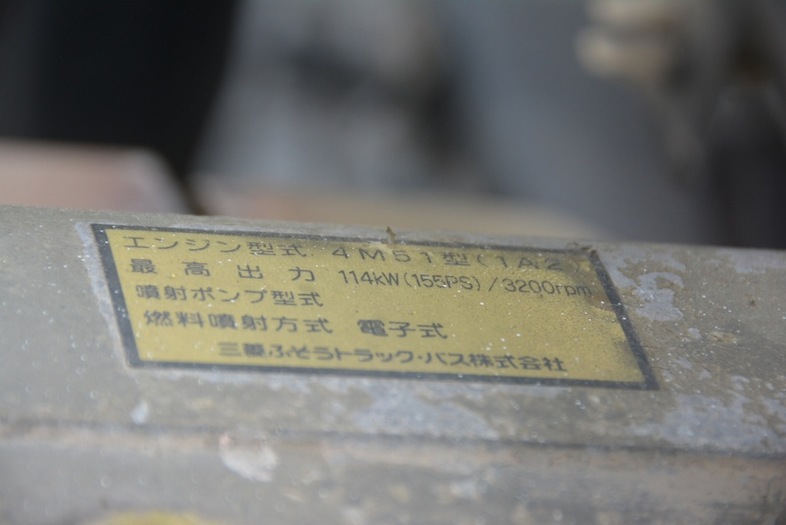 エンジン型式 4M51型(1A2)
最高出力 114kW(155PS)/3200rpm
噴射ポンプ型式
燃料噴射方式 電子式
三菱ふそうトラック・バス株式会社